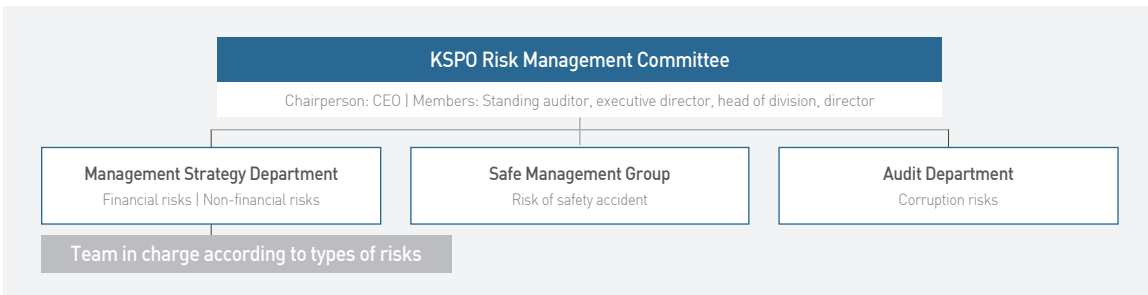 KSPO Risk Management Committee
Chairperson: CEO | Members: Standing auditor, executive director, head of division, director
Management Strategy Department
Financial risks | Non-financial risks
Safe Management Group
Risk of safety accident
Audit Department
Corruption risks
Team in charge according to types of risks